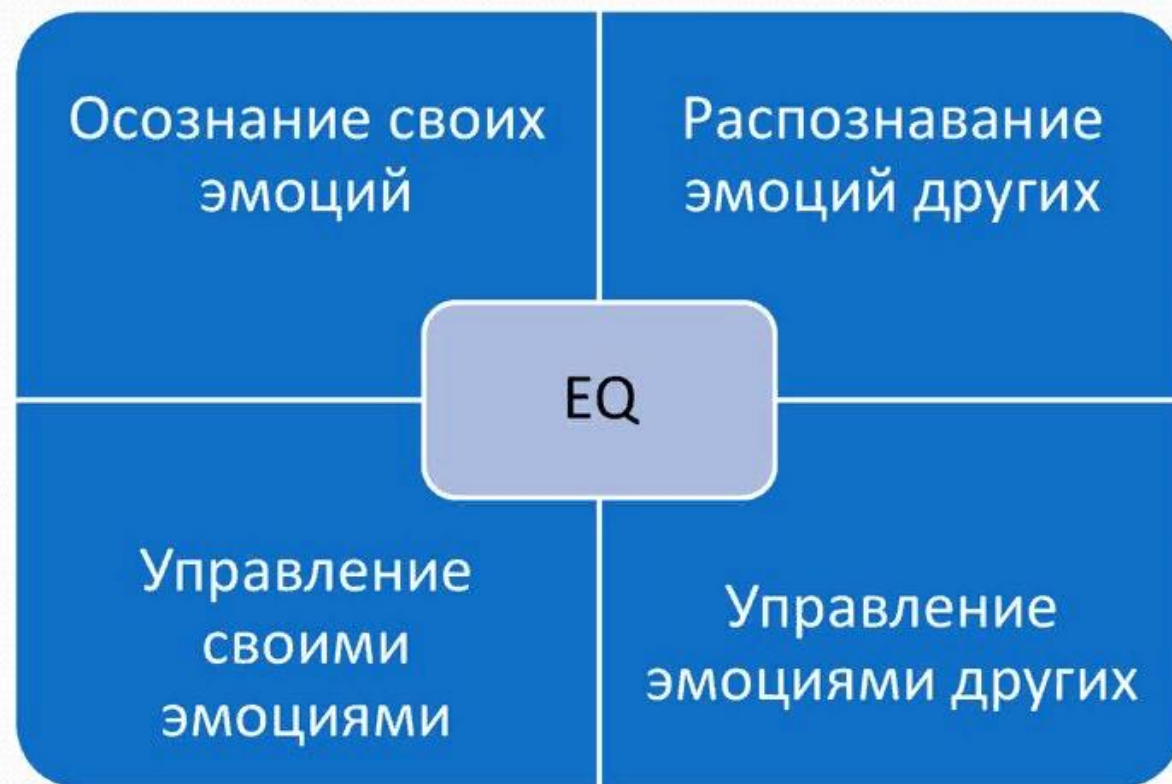 Осознание своих
эмоций
Распознавание
эмоций других
EQ
Управление
своими
эмоциями
Управление
эмоциями других